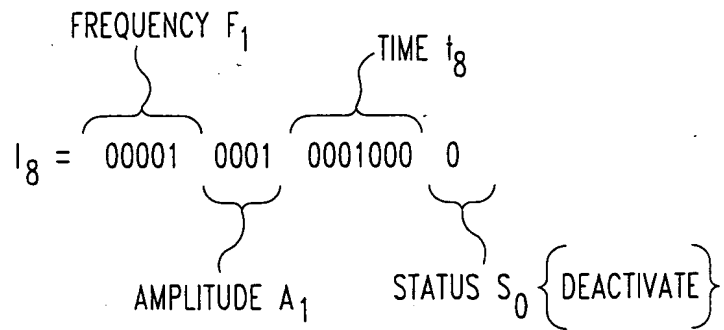 FREQUENCY F1
TIME t8
I8 = 00001 0001 0001000 0
AMPLITUDE A1
STATUS S0 {DEACTIVATE}